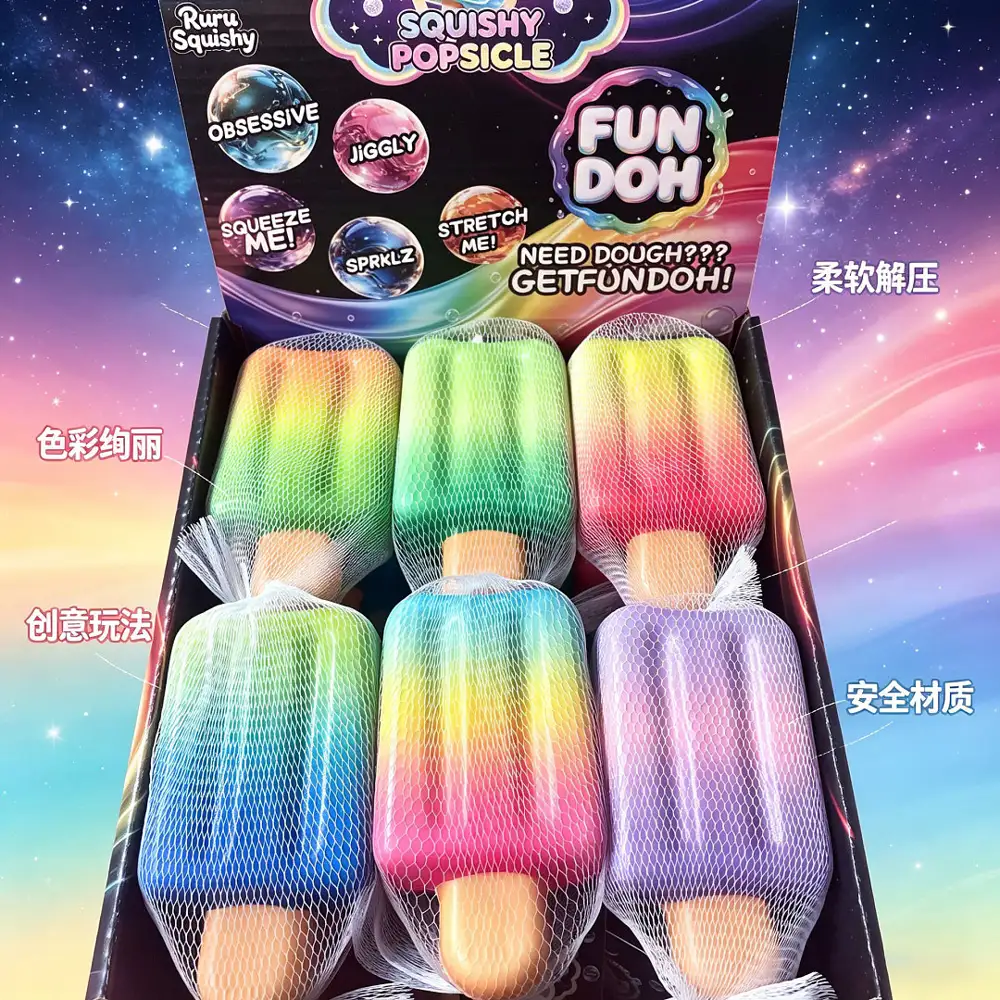 Ruru
Squishy
SQUISHY
POPSICLE
OBSESSIVE
JiGGLY
FUN
DOH
SQUEEZE
ME!
SPRKLZ
STRETCH
ME!
NEED DOUGH???
GETFUNDOH!
柔软解压
色彩绚丽
创意玩法
安全材质